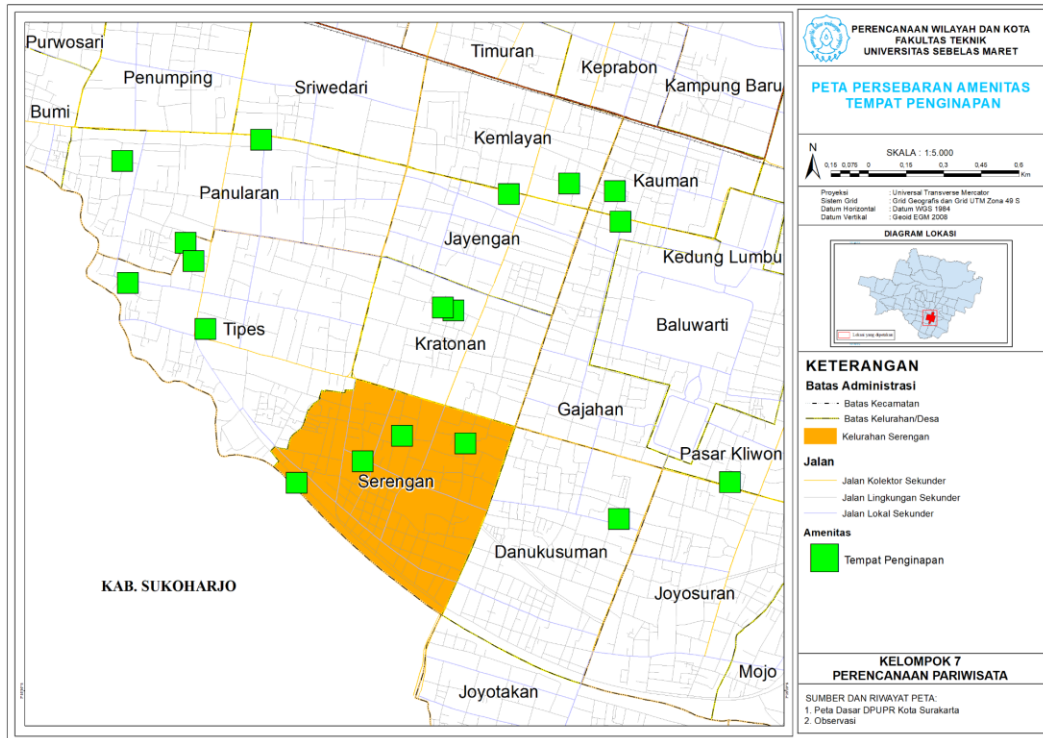 Purwosari
Penumping
Sriwedari
Timuran
Keprabon
Kampung Baru
Bumi
Kemlayan
Panularan
Kauman
Jayengan
Kedung Lumbu
Tipes
Kratonan
Baluwarti
Gajahan
Serengan
Pasar Kliwon
Danukusuman
KAB. SUKOHARJO
Joyosuran
Joyotakan
Mojo
PERENCANAAN WILAYAH DAN KOTA
FAKULTAS TEKNIK
UNIVERSITAS SEBELAS MARET
PETA PERSEBARAN AMENITAS
TEMPAT PENGINAPAN
N
SKALA : 1:5.000
0,15 0,075 0 0,15 0,3 0,45 0,6
Km
Proyeksi : Universal Transverse Mercator
Sistem Grid : Grid Geografis dan Grid UTM Zona 49 S
Datum Horizontal : Datum WGS 1984
Datum Vertikal : Geoid EGM 2008
DIAGRAM LOKASI
KETERANGAN
Batas Administrasi
Batas Kecamatan
Batas Kelurahan/Desa
Kelurahan Serengan
Jalan
Jalan Kolektor Sekunder
Jalan Lingkungan Sekunder
Jalan Lokal Sekunder
Amenitas
Tempat Penginapan
KELOMPOK 7
PERENCANAAN PARIWISATA
SUMBER DAN RIWAYAT PETA:
1. Peta Dasar DPUPR Kota Surakarta
2. Observasi